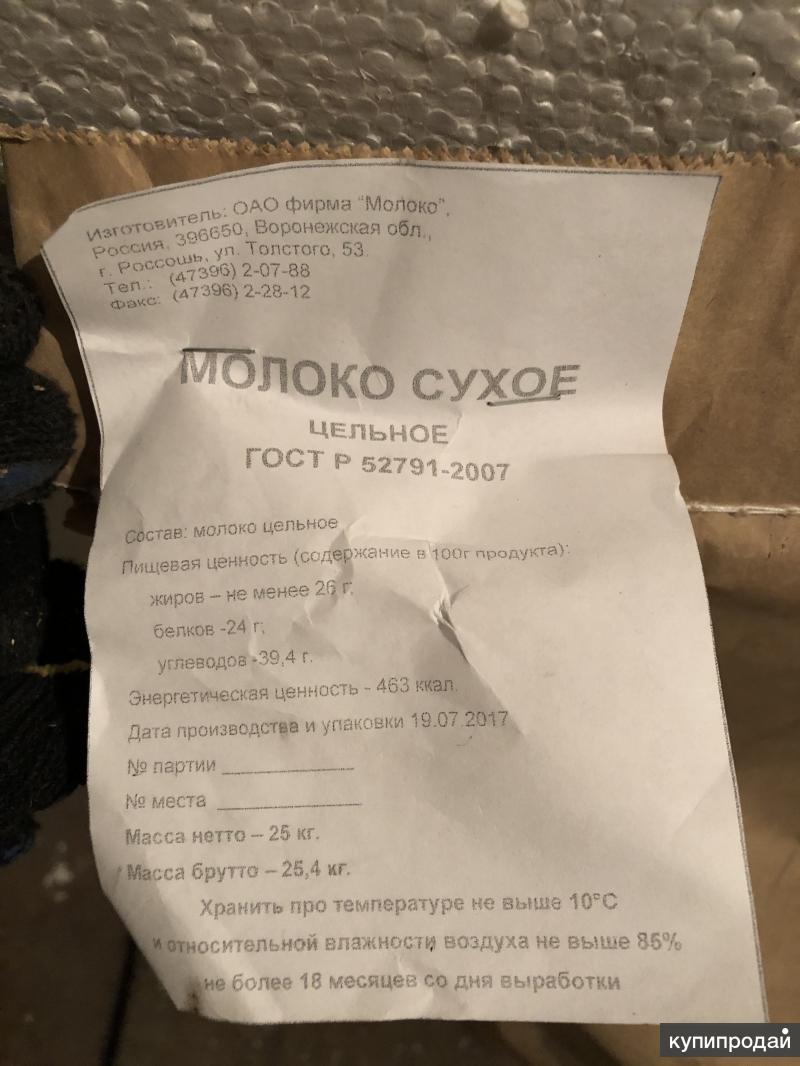 Изготовитель: ОАО фирма "Молоко",
Россия, 396650, Воронежская обл.,
г. Россошь, ул. Толстого, 53.
Тел.: (47396) 2-07-88
Факс: (47396) 2-28-12
МОЛОКО СУХОЕ
ЦЕЛЬНОЕ
ГОСТ Р 52791-2007
Состав: молоко цельное
Пищевая ценность (содержание в 100г продукта):
жиров – не менее 26 г;
белков -24 г;
углеводов -39,4 г.
Энергетическая ценность - 463 ккал.
Дата производства и упаковки 19.07.2017
№ партии ___________
№ места ____________
Масса нетто – 25 кг.
Масса брутто – 25,4 кг.
Хранить про температуре не выше 10°С
и относительной влажности воздуха не выше 85%
не более 18 месяцев со дня выработки
купипродай